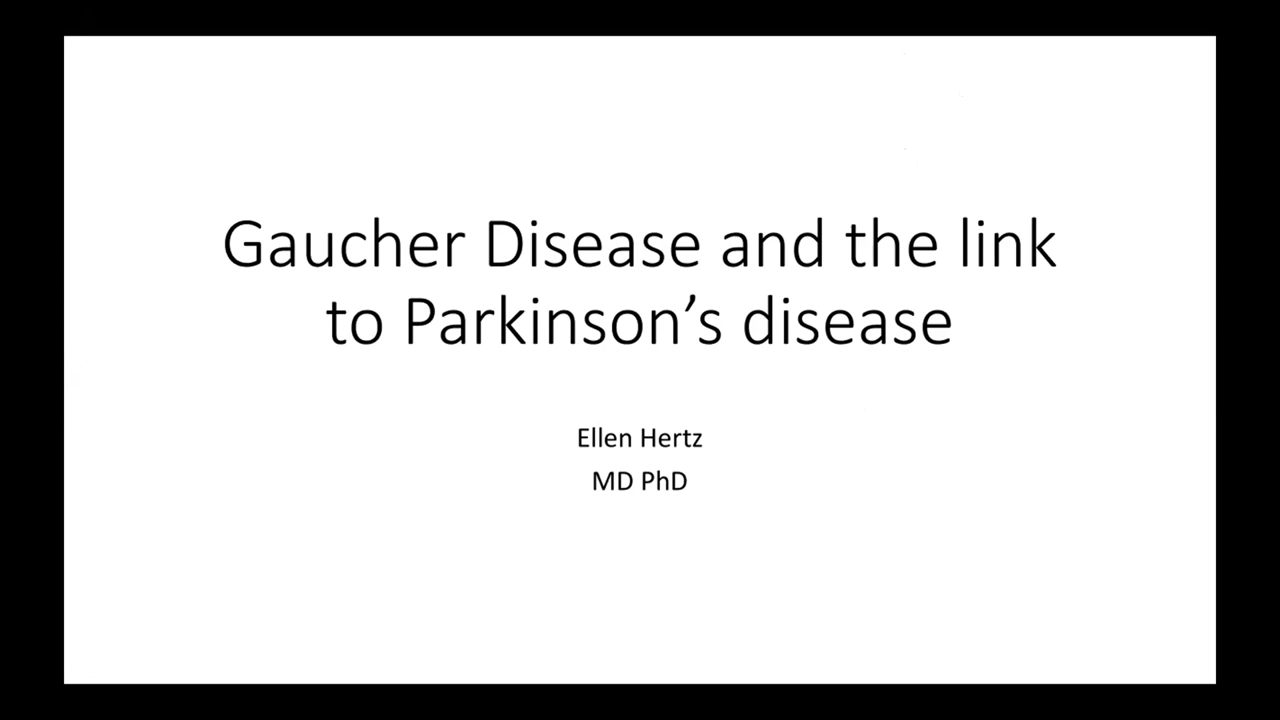 Gaucher Disease and the link
to Parkinson’s disease
Ellen Hertz
MD PhD